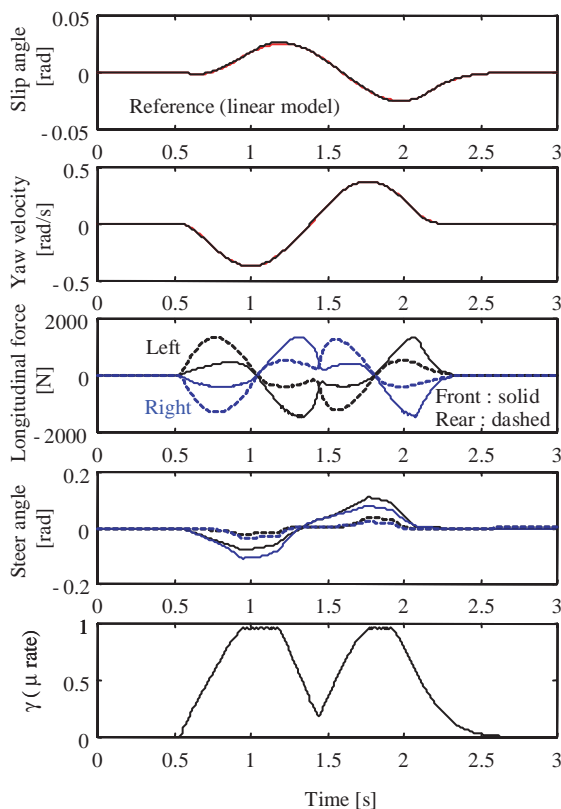 Slip angle
[rad]
0.05
0
- 0.05
Reference (linear model)
0 0.5 1 1.5 2 2.5 3
Yaw velocity
[rad/s]
0.5
0
- 0.5
0 0.5 1 1.5 2 2.5 3
Longitudinal force
[N]
2000
0
- 2000
Left
Right
Front : solid
Rear : dashed
0 0.5 1 1.5 2 2.5 3
Steer angle
[rad]
0.2
0
- 0.2
0 0.5 1 1.5 2 2.5 3
γ ( μ rate)
1
0.5
0
0 0.5 1 1.5 2 2.5 3
Time [s]